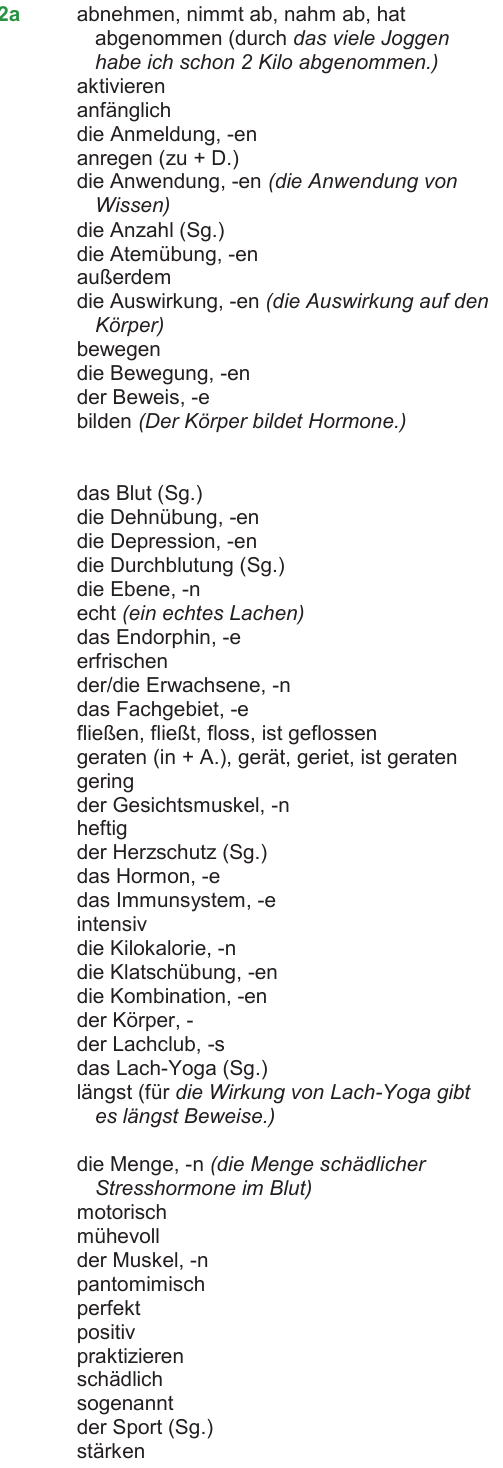 2a abnehmen, nimmt ab, nahm ab, hat
abgenommen (durch das viele Joggen
habe ich schon 2 Kilo abgenommen.)
aktivieren
anfänglich
die Anmeldung, -en
anregen (zu + D.)
die Anwendung, -en (die Anwendung von
Wissen)
die Anzahl (Sg.)
die Atemübung, -en
außerdem
die Auswirkung, -en (die Auswirkung auf den
Körper)
bewegen
die Bewegung, -en
der Beweis, -e
bilden (Der Körper bildet Hormone.)
das Blut (Sg.)
die Dehnübung, -en
die Depression, -en
die Durchblutung (Sg.)
die Ebene, -n
echt (ein echtes Lachen)
das Endorphin, -e
erfrischen
der/die Erwachsene, -n
das Fachgebiet, -e
fließen, fließt, floss, ist geflossen
geraten (in + A.), gerät, geriet, ist geraten
gering
der Gesichtsmuskel, -n
heftig
der Herzschutz (Sg.)
das Hormon, -e
das Immunsystem, -e
intensiv
die Kilokalorie, -n
die Klatschübung, -en
die Kombination, -en
der Körper, -
der Lachclub, -s
das Lach-Yoga (Sg.)
längst (für die Wirkung von Lach-Yoga gibt
es längst Beweise.)
die Menge, -n (die Menge schädlicher
Stresshormone im Blut)
motorisch
mühevoll
der Muskel, -n
pantomimisch
perfekt
positiv
praktizieren
schädlich
sogenannt
der Sport (Sg.)
stärken